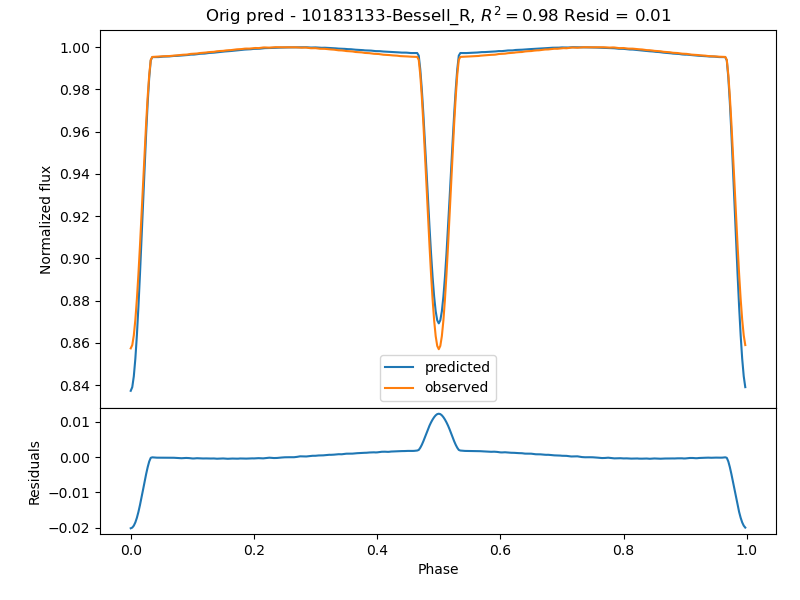 Orig pred - 10183133-Bessell_R, R² = 0.98 Resid = 0.01
Normalized flux
1.00
0.98
0.96
0.94
0.92
0.90
0.88
0.86
0.84
predicted
observed
Residuals
0.01
0.00
−0.01
−0.02
0.0 0.2 0.4 0.6 0.8 1.0
Phase